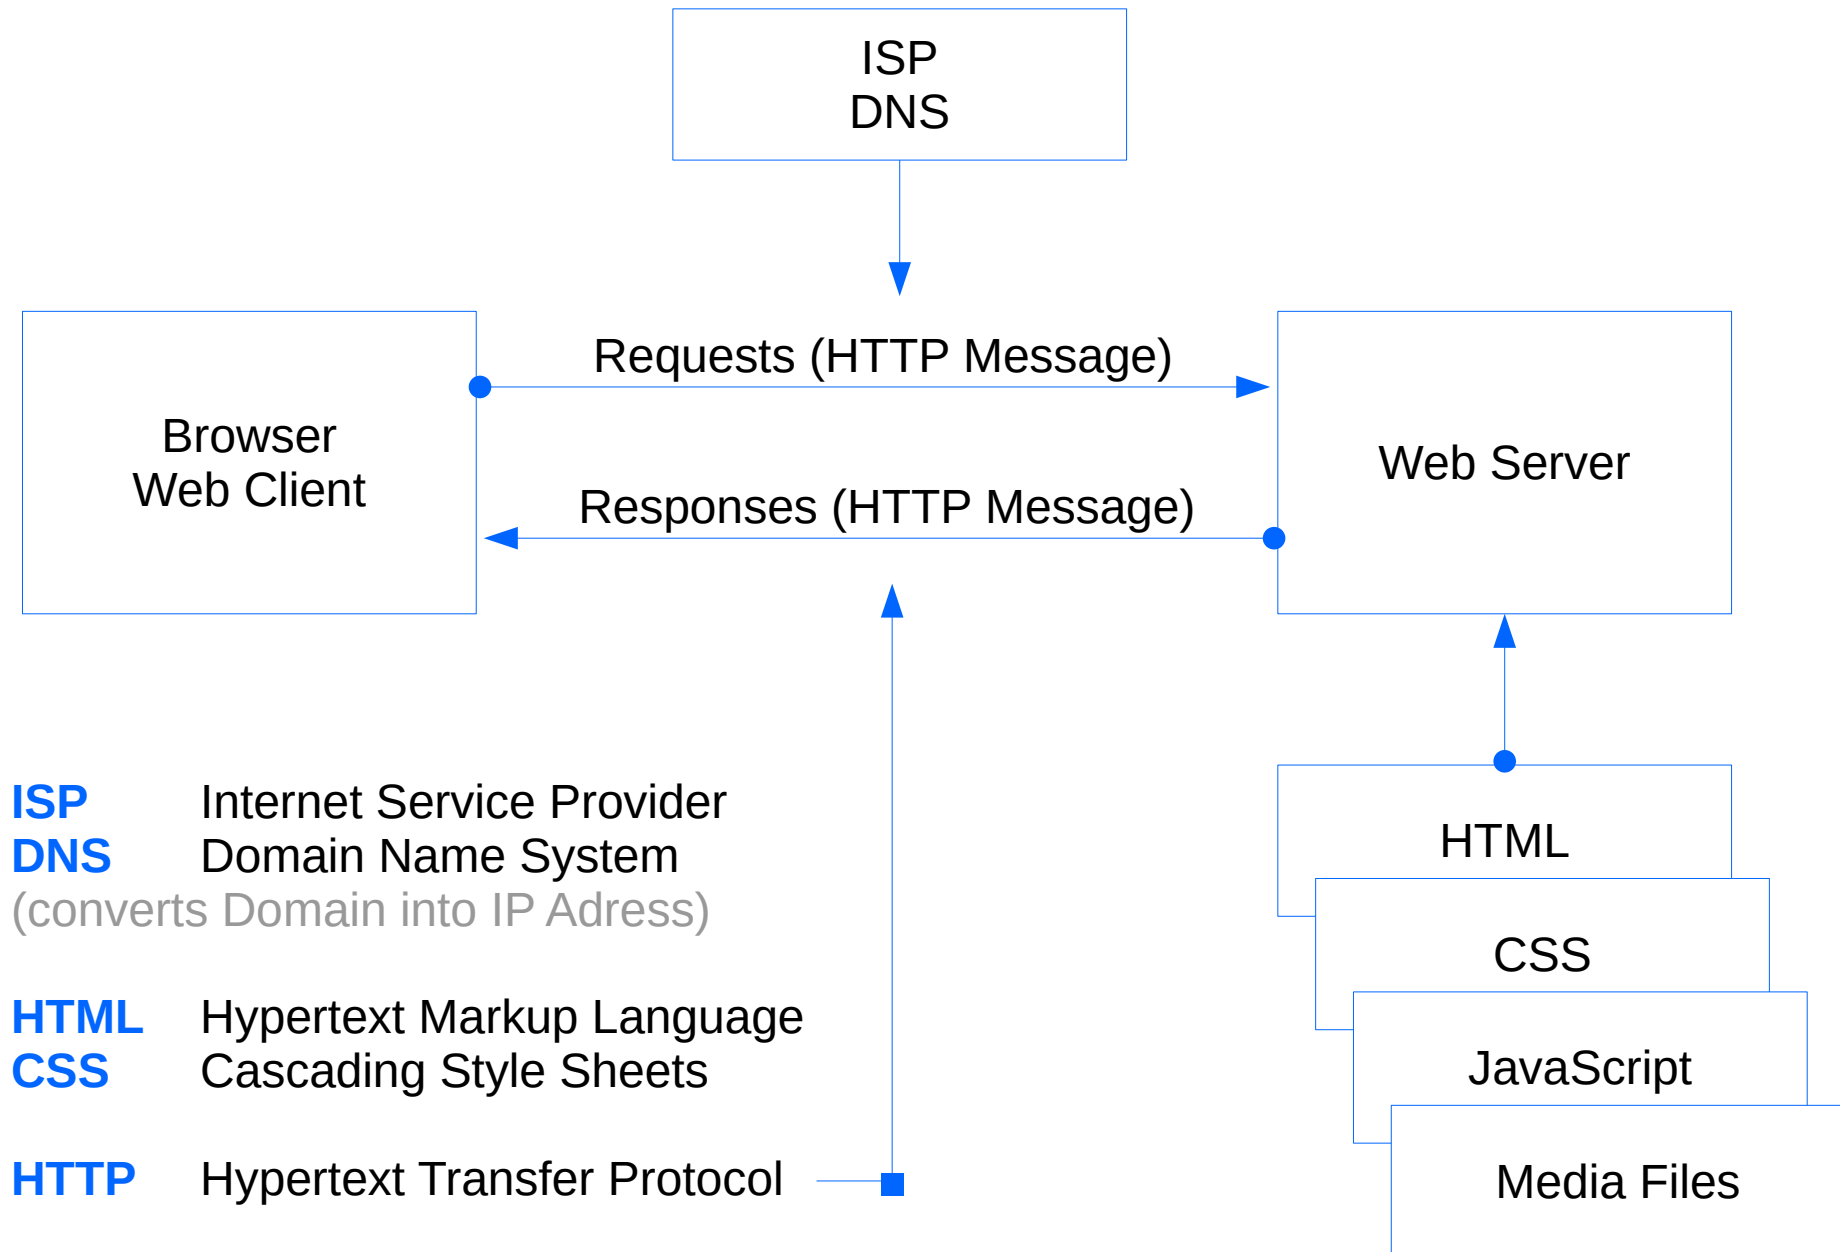 ISP
DNS
Requests (HTTP Message)
Browser
Web Client
Web Server
Responses (HTTP Message)
ISP Internet Service Provider
DNS Domain Name System
(converts Domain into IP Adress)
HTML Hypertext Markup Language
CSS Cascading Style Sheets
HTTP Hypertext Transfer Protocol
HTML
CSS
JavaScript
Media Files